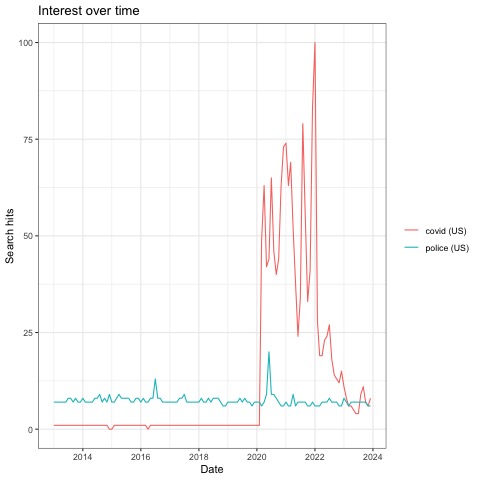 Interest over time
Search hits
100
75
50
25
0
2014 2016 2018 2020 2022 2024
Date
covid (US)
police (US)